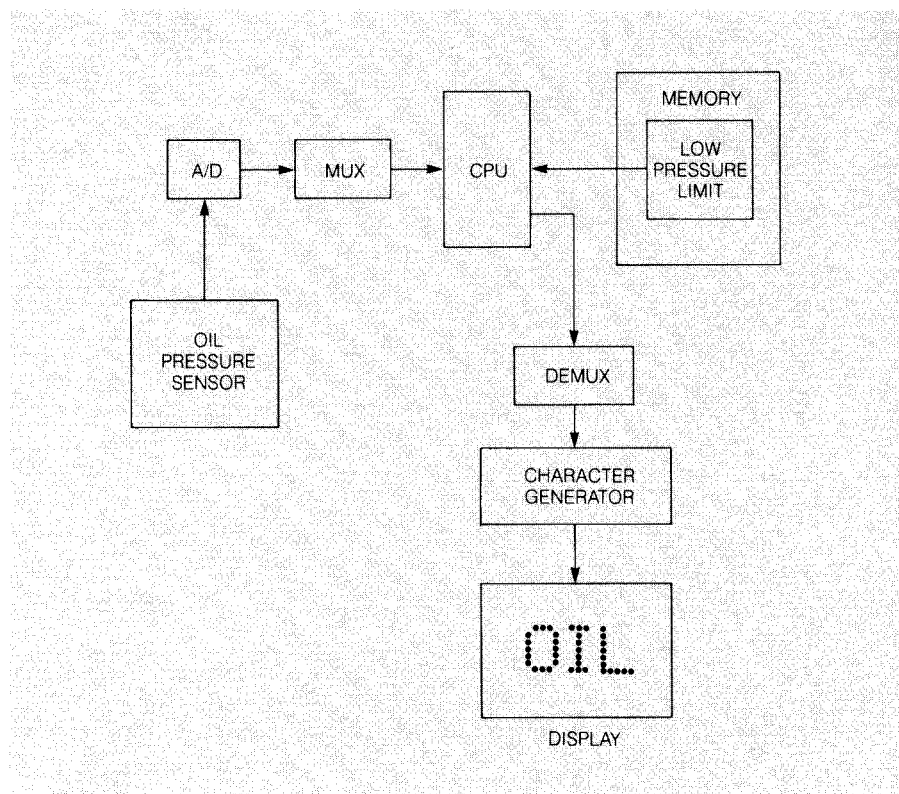 MEMORY
LOW
PRESSURE
LIMIT
A/D
MUX
CPU
OIL
PRESSURE
SENSOR
DEMUX
CHARACTER
GENERATOR
OIL
DISPLAY